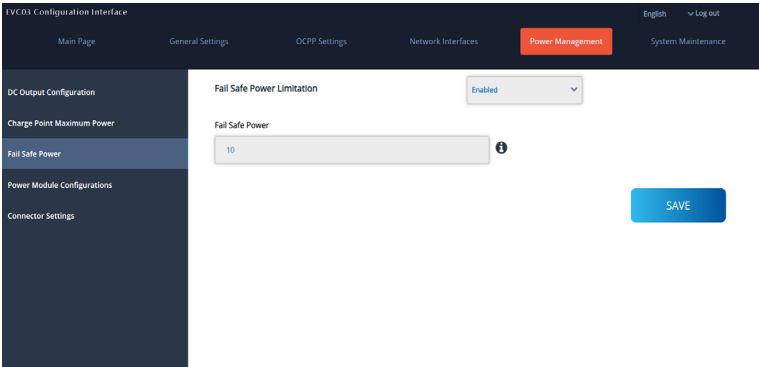 EVC03 Configuration Interface
English
Log out
Main Page
General Settings
OCPP Settings
Network Interfaces
Power Management
System Maintenance
DC Output Configuration
Charge Point Maximum Power
Fail Safe Power
Power Module Configurations
Connector Settings
Fail Safe Power Limitation
Enabled
Fail Safe Power
10
SAVE